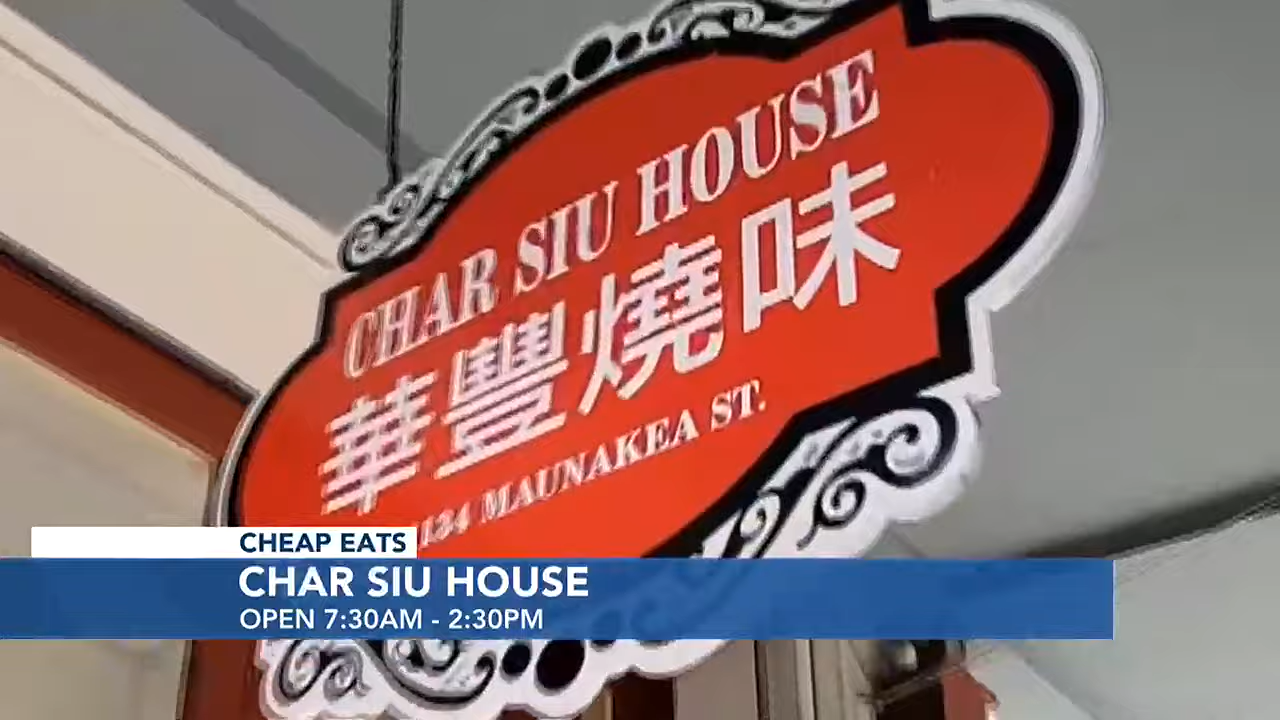 CHAR SIU HOUSE
華豐燒味
1134 MAUNAKEA ST.
CHEAP EATS
CHAR SIU HOUSE
OPEN 7:30AM - 2:30PM